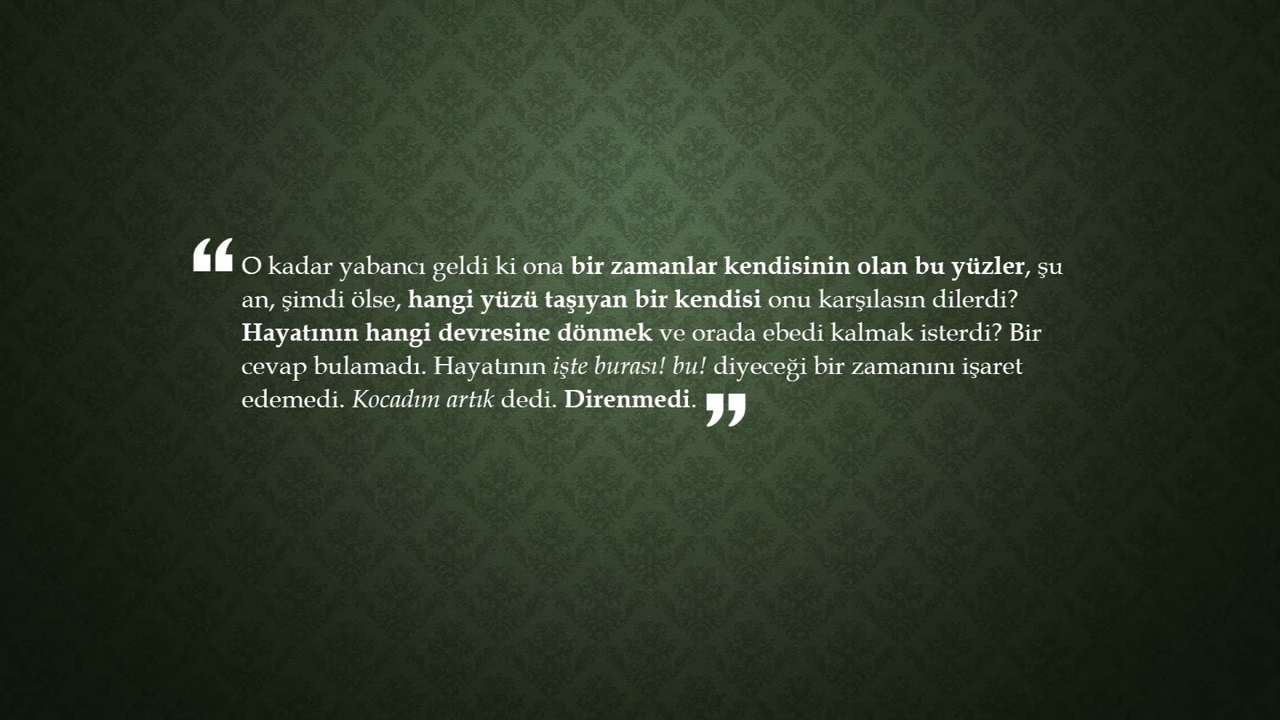 “O kadar yabancı geldi ki ona bir zamanlar kendisinin olan bu yüzler, şu
an, şimdi ölse, hangi yüzü taşıyan bir kendisi onu karşılasın dilerdi?
Hayatının hangi devresine dönmek ve orada ebedi kalmak isterdi? Bir
cevap bulamadı. Hayatının işte burası! bu! diyeceği bir zamanını işaret
edemedi. Kocadım artık dedi. Direnmedi.”